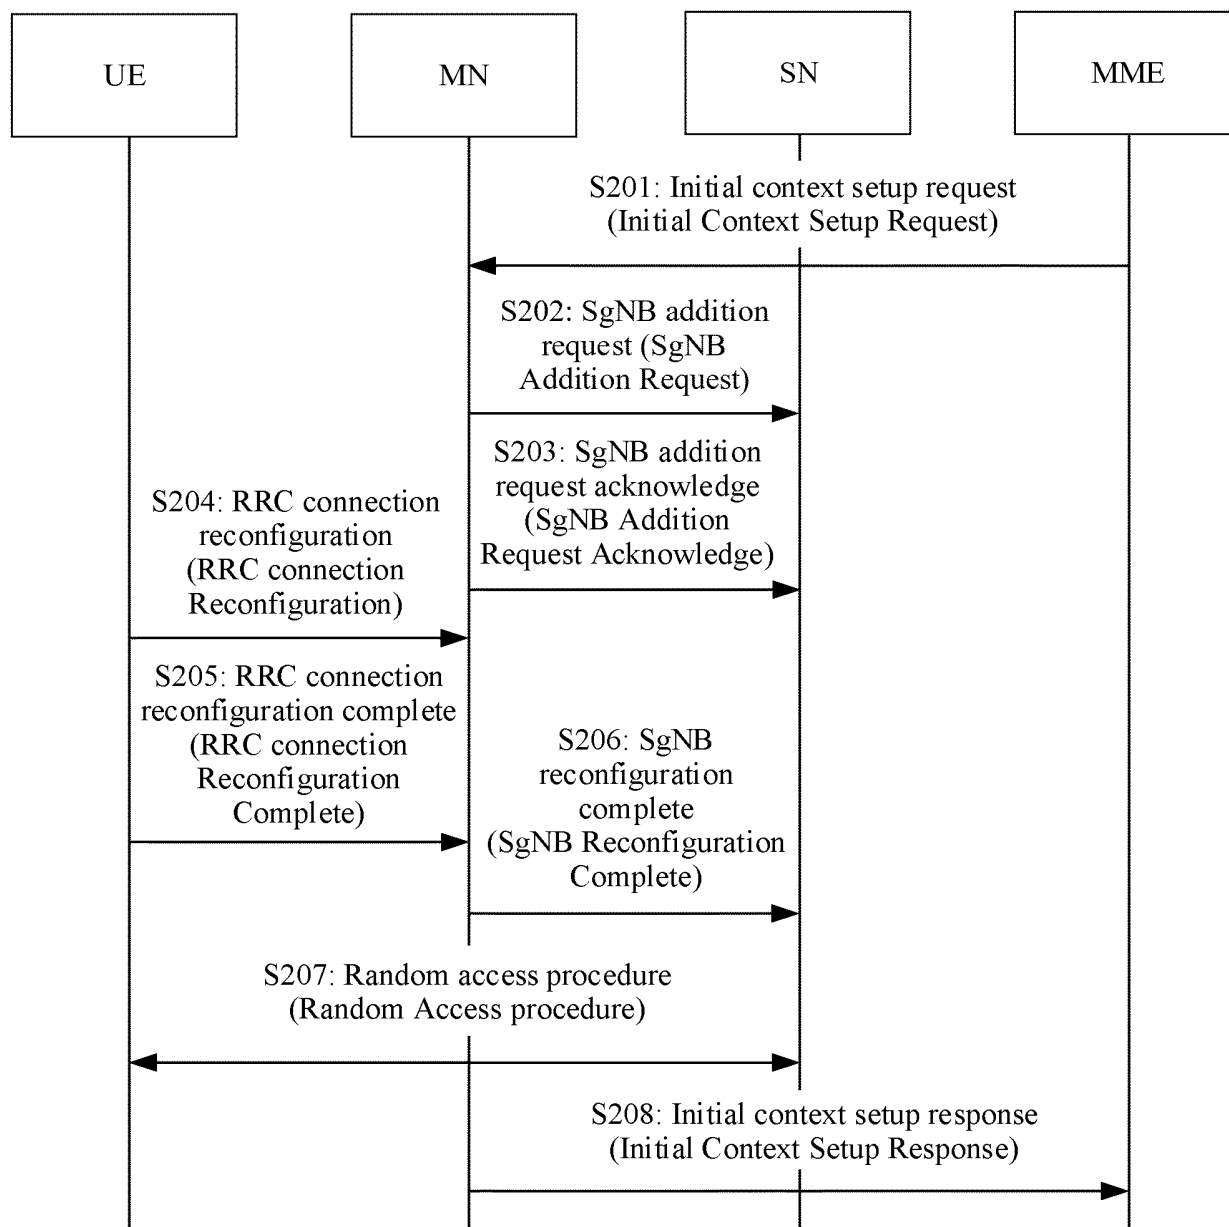 UE
MN
SN
MME
S201: Initial context setup request
(Initial Context Setup Request)
S202: SgNB addition
request (SgNB
Addition Request)
S203: SgNB addition
request acknowledge
(SgNB Addition
Request Acknowledge)
S204: RRC connection
reconfiguration
(RRC connection
Reconfiguration)
S205: RRC connection
reconfiguration complete
(RRC connection
Reconfiguration
Complete)
S206: SgNB
reconfiguration
complete
(SgNB Reconfiguration
Complete)
S207: Random access procedure
(Random Access procedure)
S208: Initial context setup response
(Initial Context Setup Response)